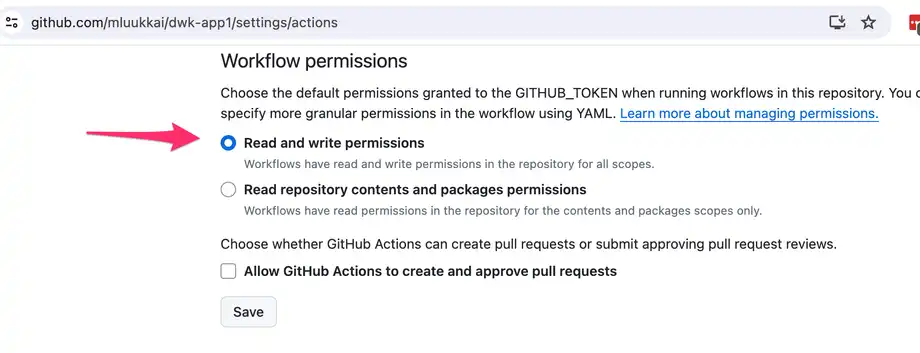 github.com/mluukkai/dwk-app1/settings/actions
Workflow permissions
Choose the default permissions granted to the GITHUB_TOKEN when running workflows in this repository. You
specify more granular permissions in the workflow using YAML. Learn more about managing permissions.
Read and write permissions
Workflows have read and write permissions in the repository for all scopes.
Read repository contents and packages permissions
Workflows have read permissions in the repository for the contents and packages scopes only.
Choose whether GitHub Actions can create pull requests or submit approving pull request reviews.
Allow GitHub Actions to create and approve pull requests
Save